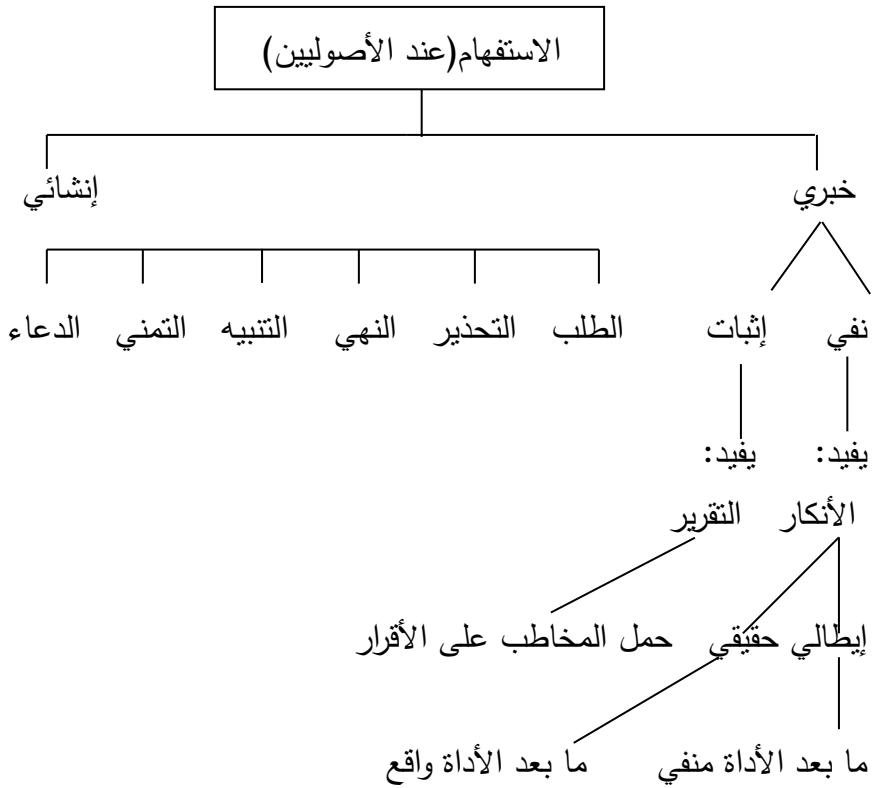 الاستفهام(عند الأصوليين)
خبري إنشائي
نفي إثبات الطلب التحذير النهي التنبيه التمني الدعاء
يفيد: يفيد:
الأنكار التقرير
إبطالي حقيقي حمل المخاطب على الأقرار
ما بعد الأداة منفي ما بعد الأداة واقع